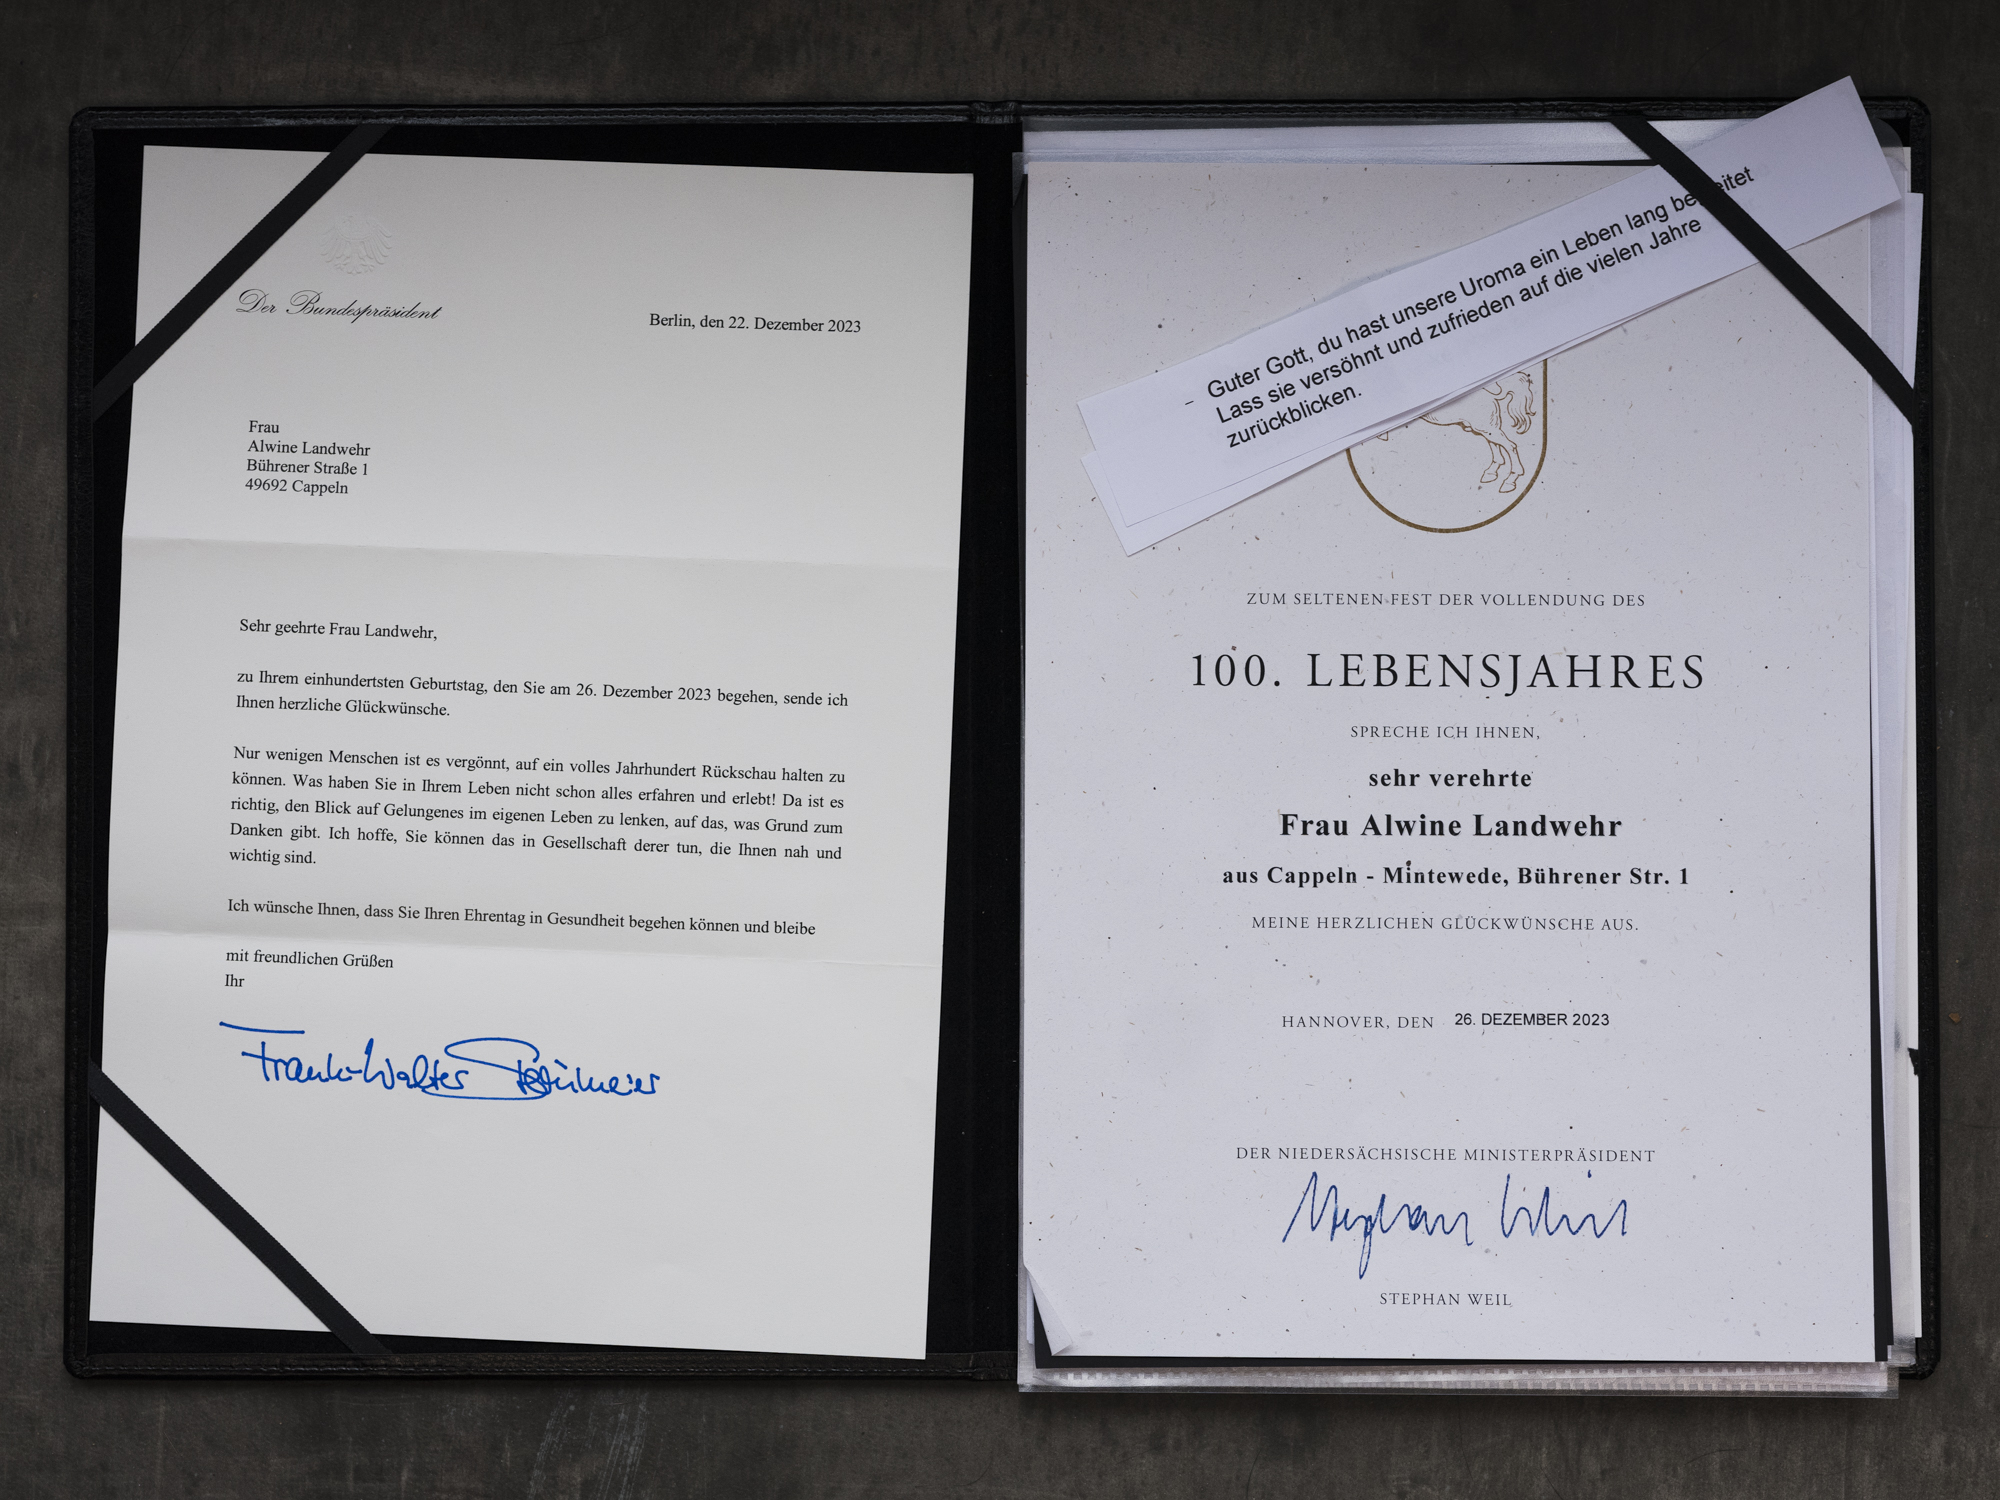 Der Bundespräsident
Berlin, den 22. Dezember 2023
Frau
Alwine Landwehr
Bührener Straße 1
49692 Cappeln
Sehr geehrte Frau Landwehr,
zu Ihrem einhundertsten Geburtstag, den Sie am 26. Dezember 2023 begehen, sende ich
Ihnen herzliche Glückwünsche.
Nur wenigen Menschen ist es vergönnt, auf ein volles Jahrhundert Rückschau halten zu
können. Was haben Sie in Ihrem Leben nicht schon alles erfahren und erlebt! Da ist es
richtig, den Blick auf Gelungenes im eigenen Leben zu lenken, auf das, was Grund zum
Danken gibt. Ich hoffe, Sie können das in Gesellschaft derer tun, die Ihnen nah und
wichtig sind.
Ich wünsche Ihnen, dass Sie Ihren Ehrentag in Gesundheit begehen können und bleibe
mit freundlichen Grüßen
Ihr
Frank-Walter Steinmeier
– Guter Gott, du hast unsere Uroma ein Leben lang begleitet
Lass sie versöhnt und zufrieden auf die vielen Jahre
zurückblicken.
ZUM SELTENEN FEST DER VOLLENDUNG DES
100. LEBENSJAHRES
SPRECHE ICH IHNEN,
sehr verehrte
Frau Alwine Landwehr
aus Cappeln - Mintewede, Bührener Str. 1
MEINE HERZLICHEN GLÜCKWÜNSCHE AUS.
HANNOVER, DEN 26. DEZEMBER 2023
DER NIEDERSÄCHSISCHE MINISTERPRÄSIDENT
Stephan Weil
STEPHAN WEIL